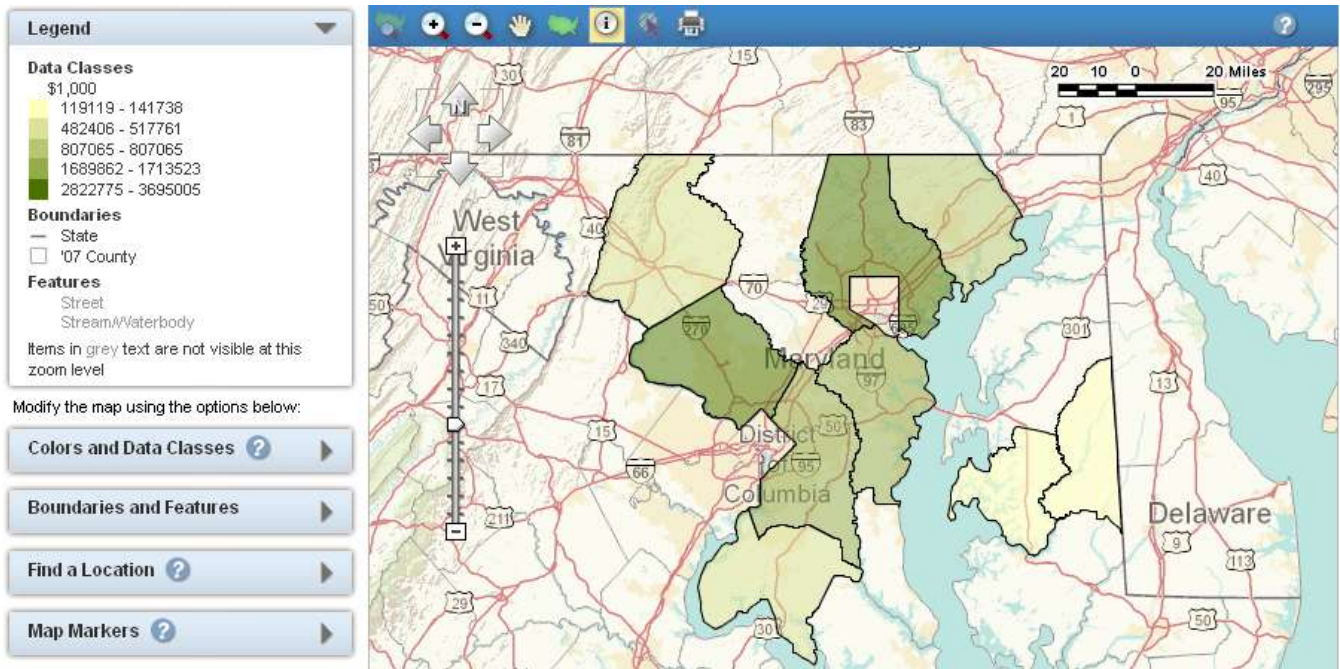 Legend
Data Classes
$1,000
119119 - 141738
482406 - 517761
807065 - 807065
1689862 - 1713523
2822775 - 3695005
Boundaries
State
'07 County
Features
Street
Stream/Waterbody
Items in grey text are not visible at this
zoom level
Modify the map using the options below:
Colors and Data Classes ?
Boundaries and Features
Find a Location ?
Map Markers ?
i
?
20 10 0 20 Miles
15
30
95
295
1
83
81
N
40
West
Virginia
40
70
29
50
11
270
695
301
340
Maryland
97
13
17
15
District
50
of
95
66
Columbia
211
Delaware
9
113
29
301
50